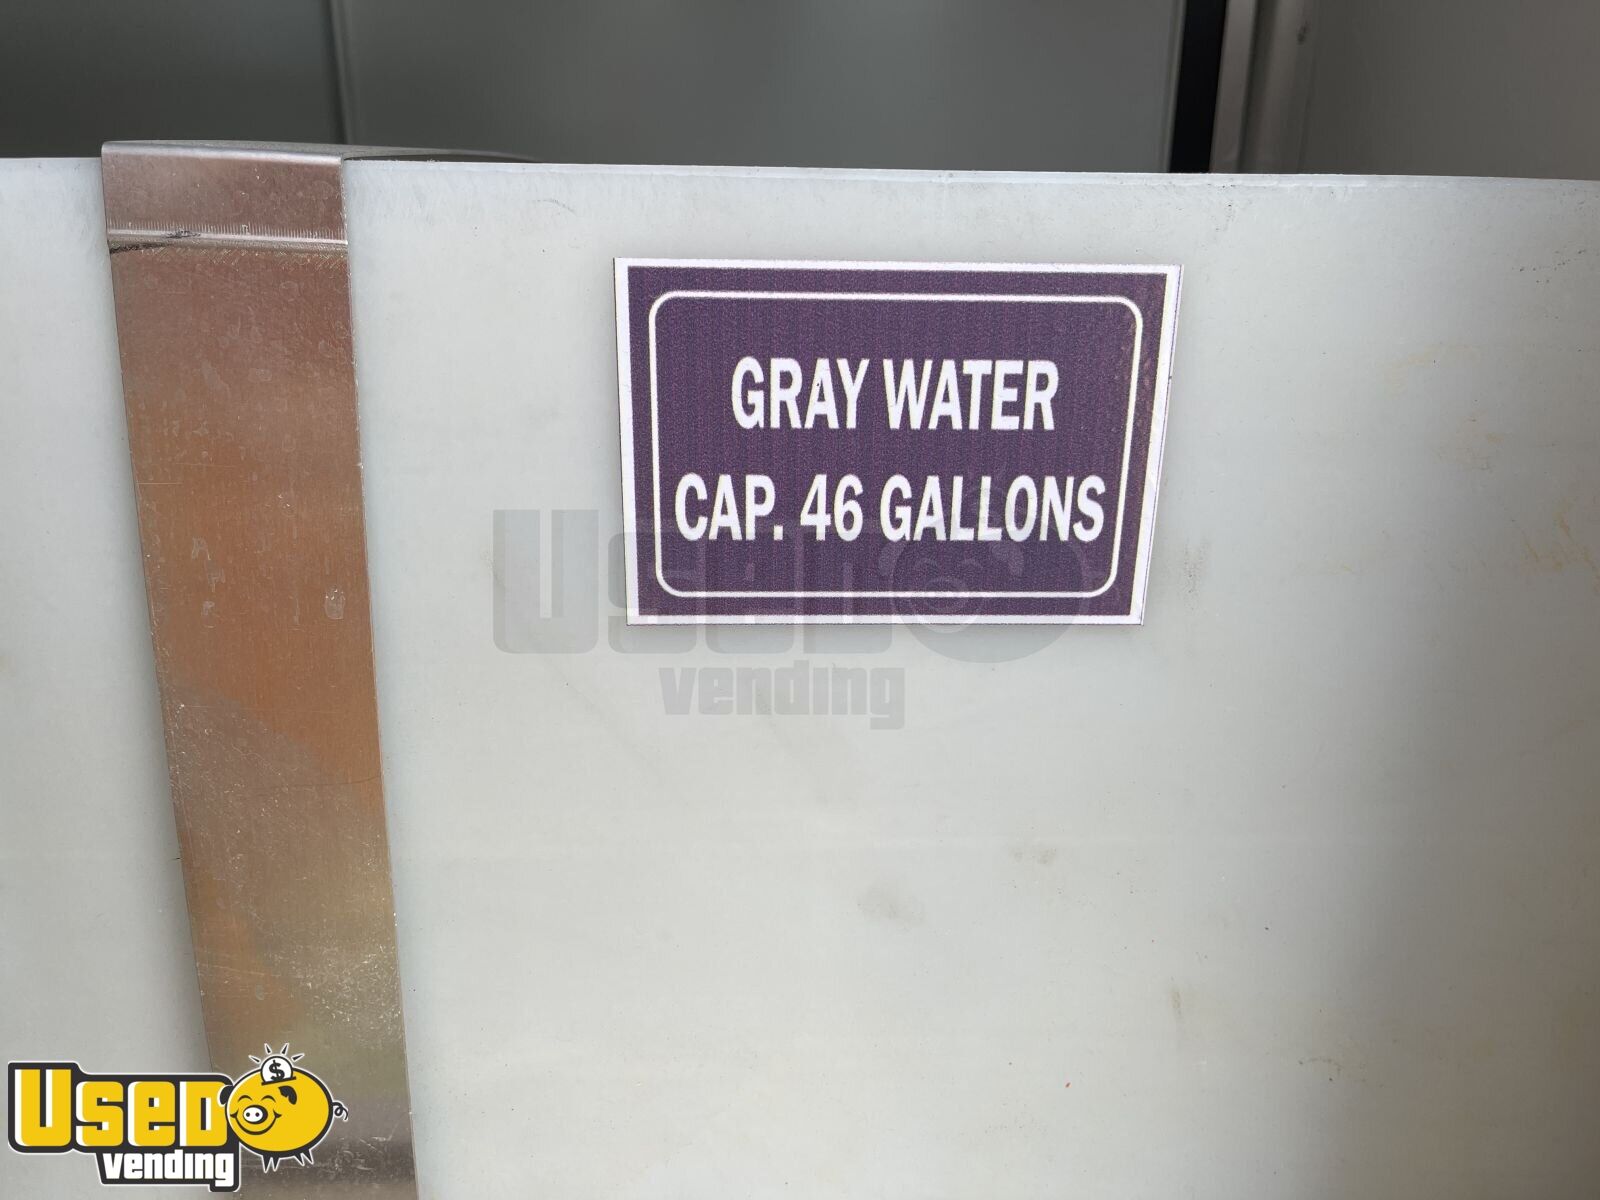 GRAY WATER
CAP. 46 GALLONS
Used
vending
Used
vending
$